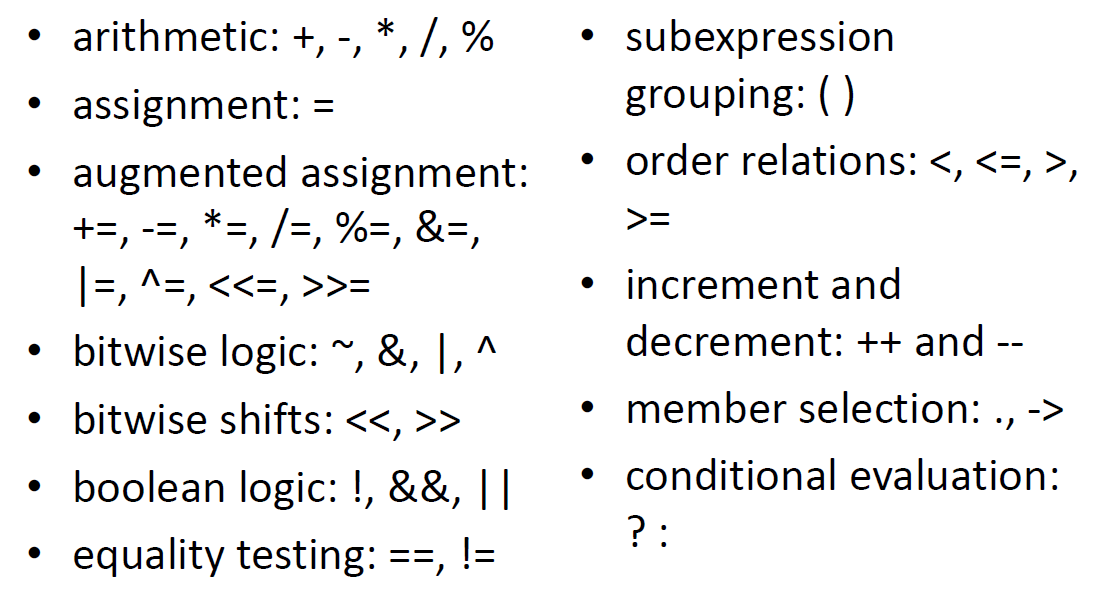 • arithmetic: +, -, *, /, %
• assignment: =
• augmented assignment:
+=, -=, *=, /=, %=, &=,
|=, ^=, <<=, >>=
• bitwise logic: ~, &, |, ^
• bitwise shifts: <<, >>
• boolean logic: !, &&, ||
• equality testing: ==, !=
• subexpression
grouping: ( )
• order relations: <, <=, >,
>=
• increment and
decrement: ++ and --
• member selection: ., ->
• conditional evaluation:
? :